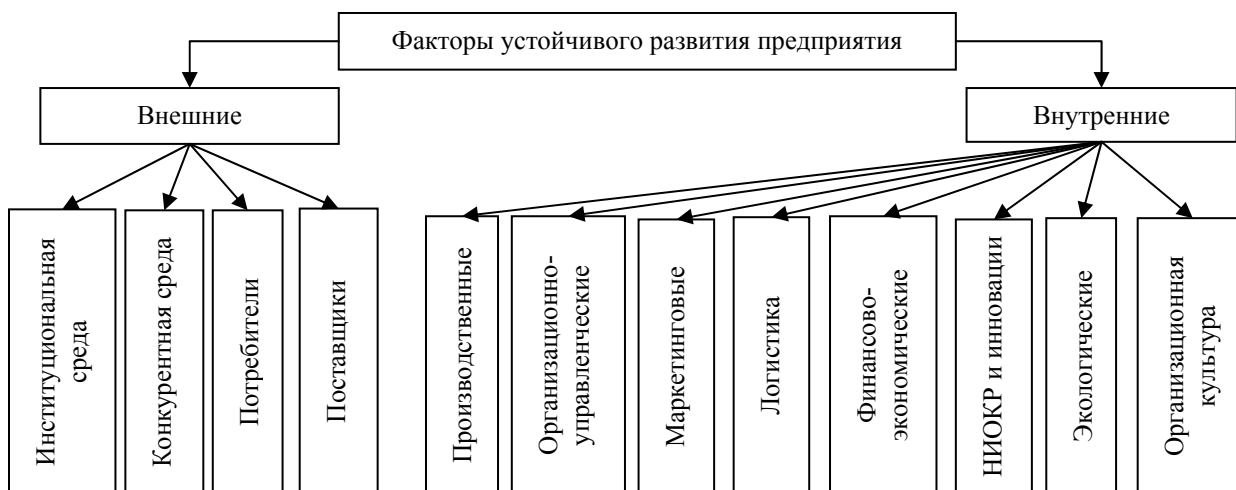 Факторы устойчивого развития предприятия
Внешние
Внутренние
Институциональная
среда
Конкурентная среда
Потребители
Поставщики
Производственные
Организационно-
управленческие
Маркетинговые
Логистика
Финансово-
экономические
НИОКР и инновации
Экологические
Организационная
культура